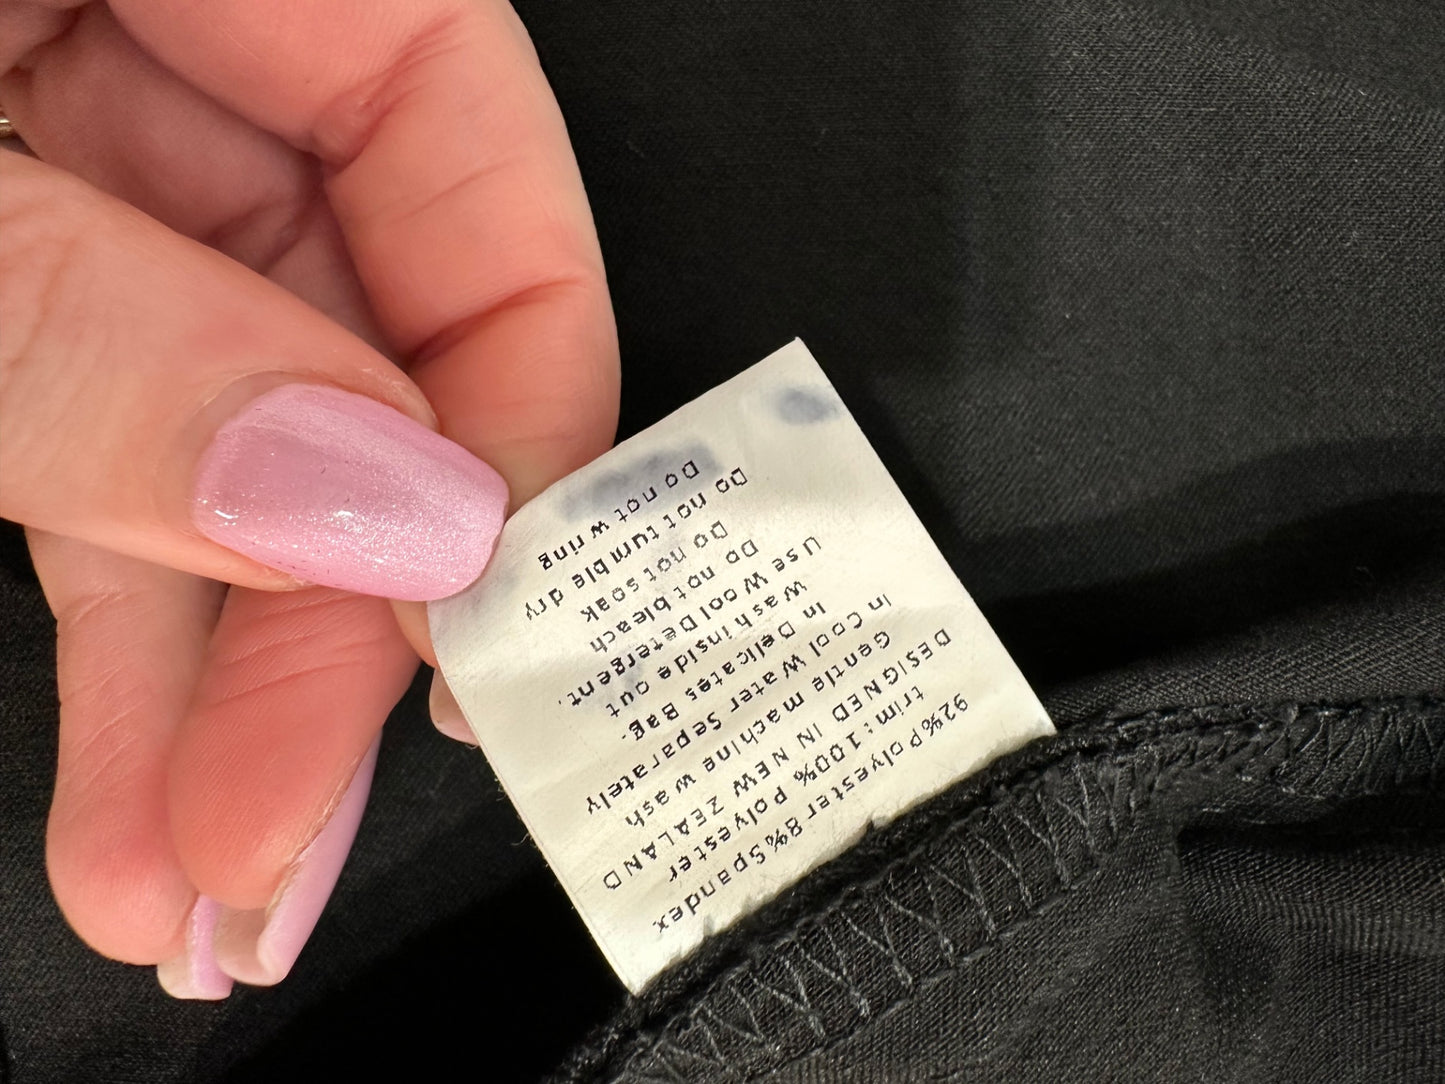 92% Polyester 8% Spandex
trim: 100% Polyester
DESIGNED IN NEW ZEALAND
Gentle machine wash
in Cool Water Separately
In Delicates Bag.
Wash inside out
Use Wool Detergent.
Do not bleach
Do not soak
Do not tumble dry
Do not wring